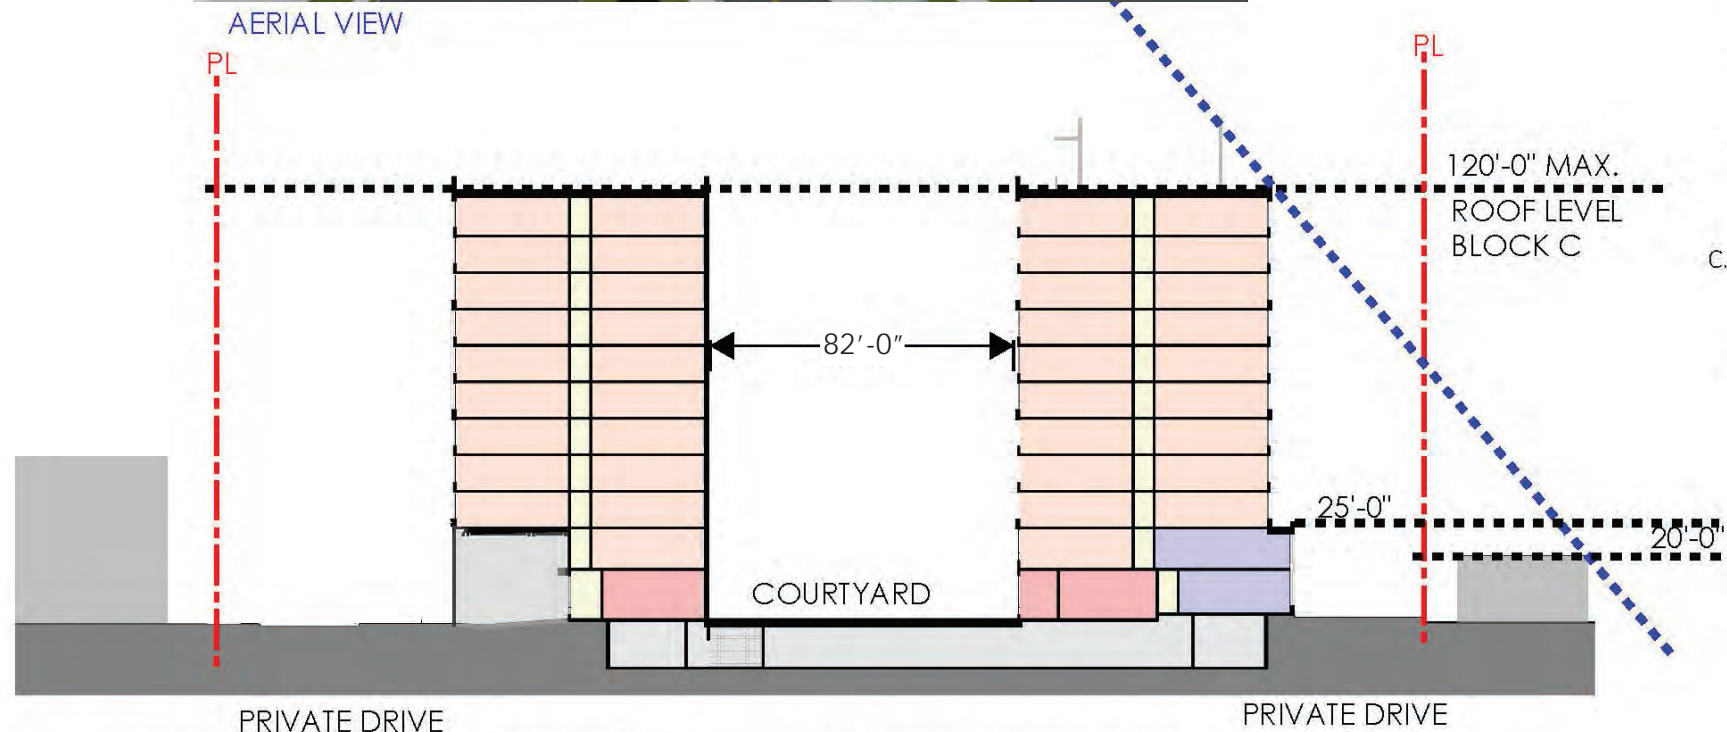 AERIAL VIEW
PL
PL
120'-0" MAX.
ROOF LEVEL
BLOCK C
C.
82'-0"
25'-0"
20'-0"
COURTYARD
PRIVATE DRIVE
PRIVATE DRIVE